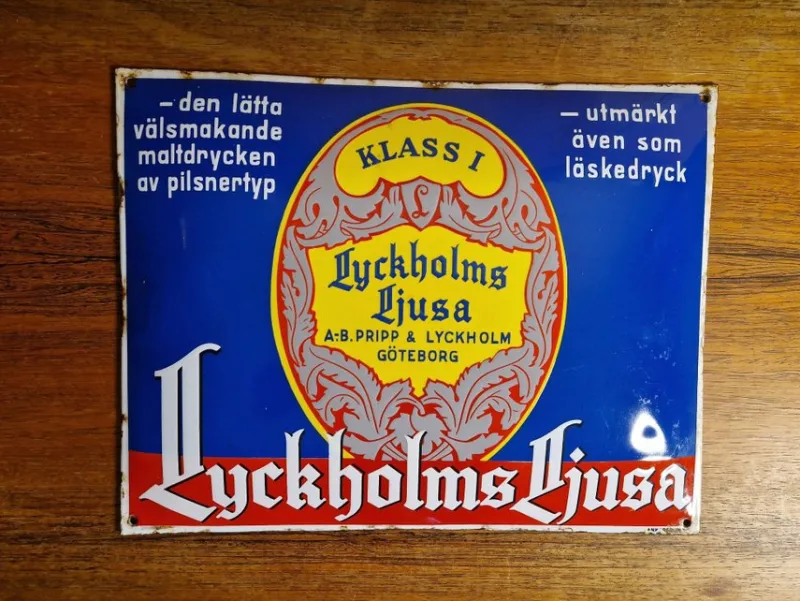 – den lätta
välsmakande
maltdrycken
av pilsnertyp
– utmärkt
även som
läskedryck
KLASS I
L
Lyckholms
Ljusa
A.-B. PRIPP & LYCKHOLM
GÖTEBORG
Lyckholms Ljusa